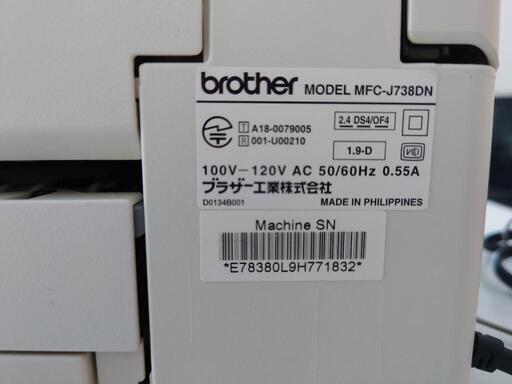 brother MODEL MFC-J738DN
T A18-0079005 2.4 DS4/OF4
R 001-U00210 1.9-D VCI
100V－120V AC 50/60Hz 0.55A
ブラザー工業株式会社
D0134B001 MADE IN PHILIPPINES
Machine SN
*E78380L9H771832*